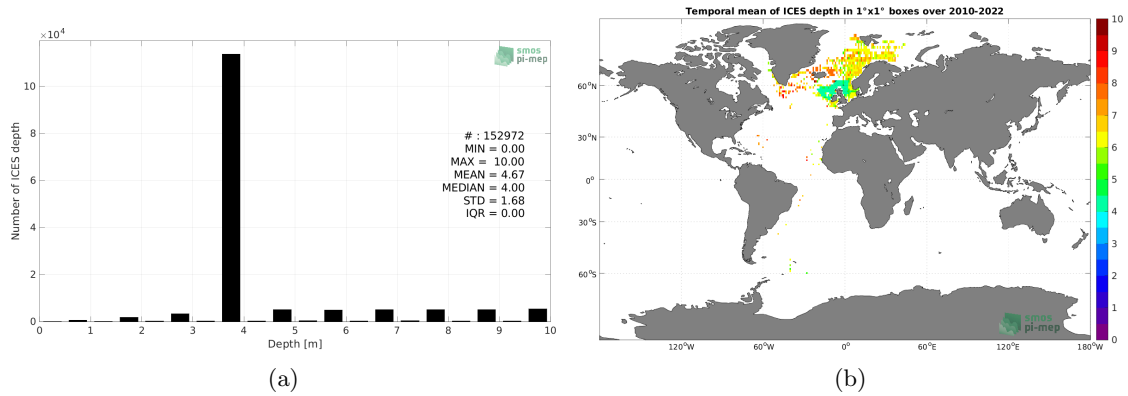 ×10⁴
smos
pi-mep
10
8
6
4
2
0
Number of ICES depth
# : 152972
MIN = 0.00
MAX = 10.00
MEAN = 4.67
MEDIAN = 4.00
STD = 1.68
IQR = 0.00
0 1 2 3 4 5 6 7 8 9 10
Depth [m]
(a)
Temporal mean of ICES depth in 1°x1° boxes over 2010-2022
60°N
30°N
0°
30°S
60°S
120°W 60°W 0° 60°E 120°E 180°W
smos
pi-mep
10
9
8
7
6
5
4
3
2
1
0
(b)